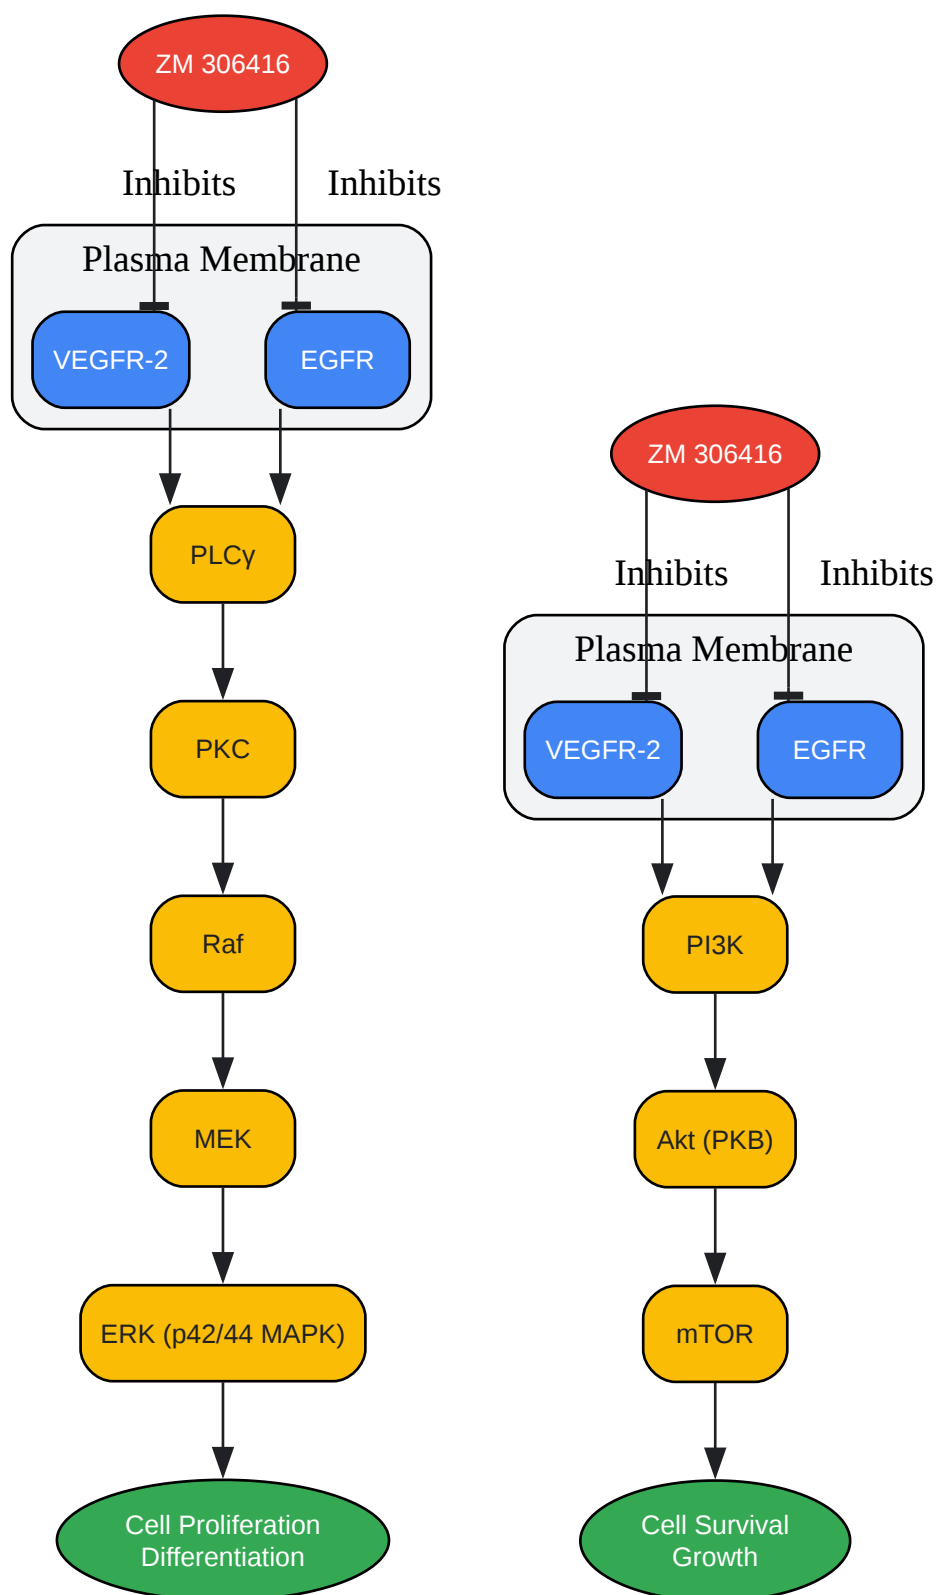 ZM 306416
Inhibits
Inhibits
Plasma Membrane
VEGFR-2
EGFR
PLCγ
PKC
Raf
MEK
ERK (p42/44 MAPK)
Cell Proliferation
Differentiation
ZM 306416
Inhibits
Inhibits
Plasma Membrane
VEGFR-2
EGFR
PI3K
Akt (PKB)
mTOR
Cell Survival
Growth